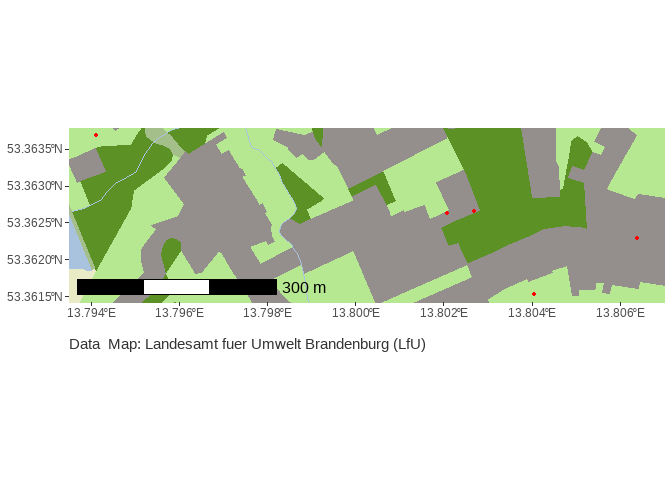 53.3635°N
53.3630°N
53.3625°N
53.3620°N
53.3615°N
300 m
13.794°E 13.796°E 13.798°E 13.800°E 13.802°E 13.804°E 13.806°E
Data  Map: Landesamt fuer Umwelt Brandenburg (LfU)